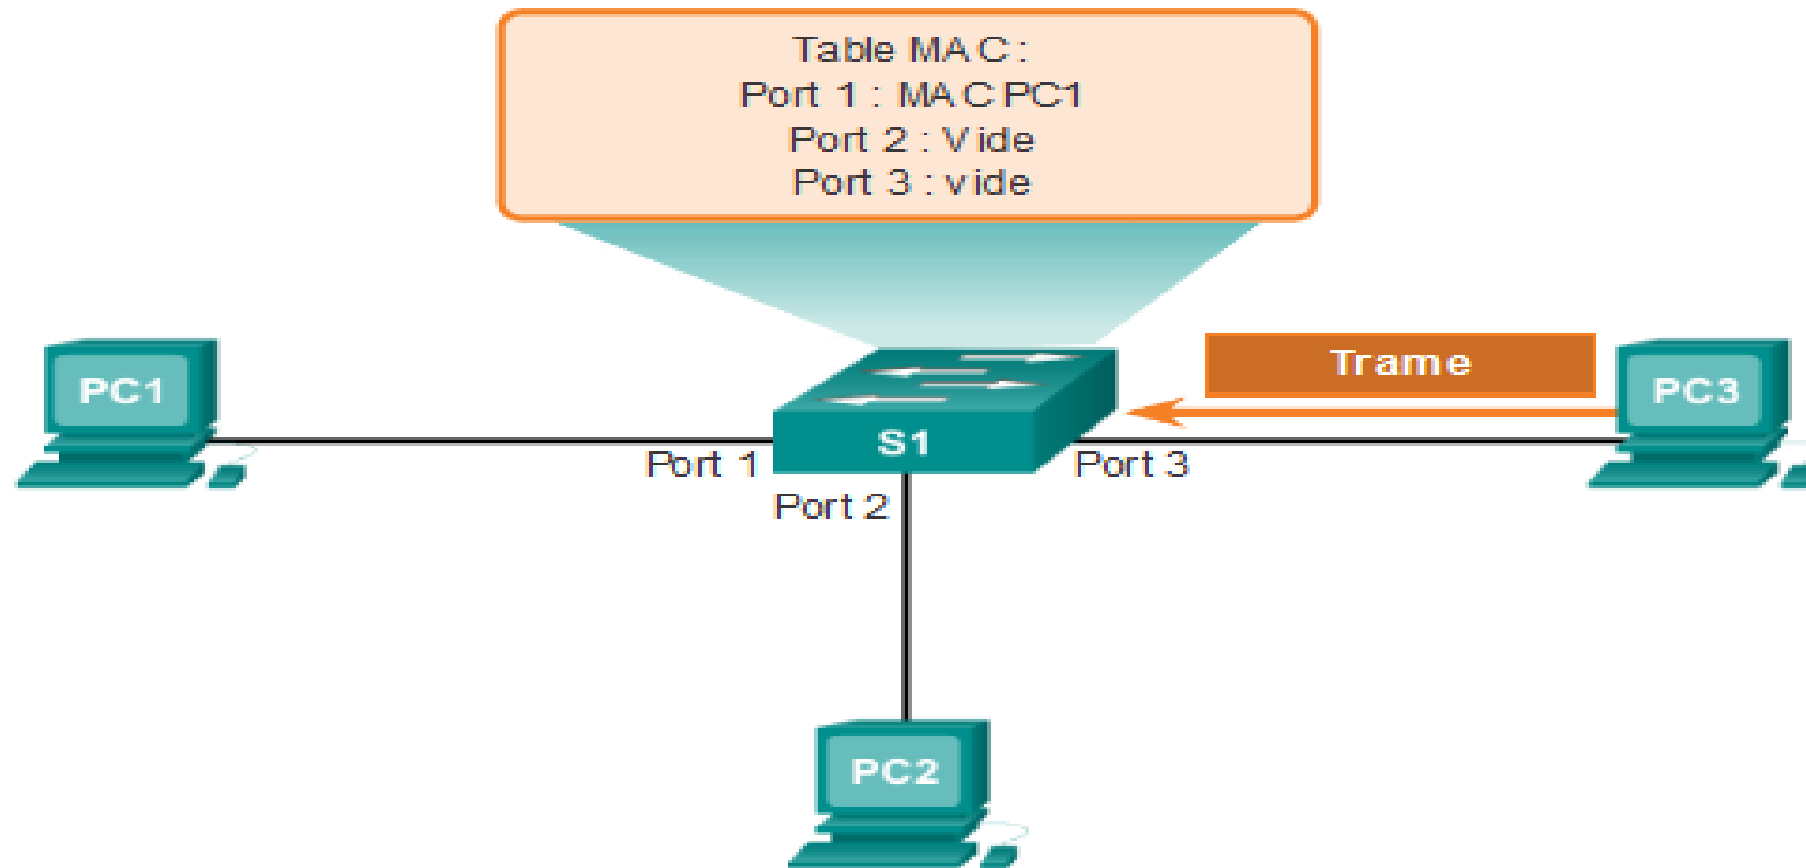 Table MAC :
Port 1 : MAC PC1
Port 2 : Vide
Port 3 : vide
Trame
PC1
PC3
S1
Port 1
Port 3
Port 2
PC2